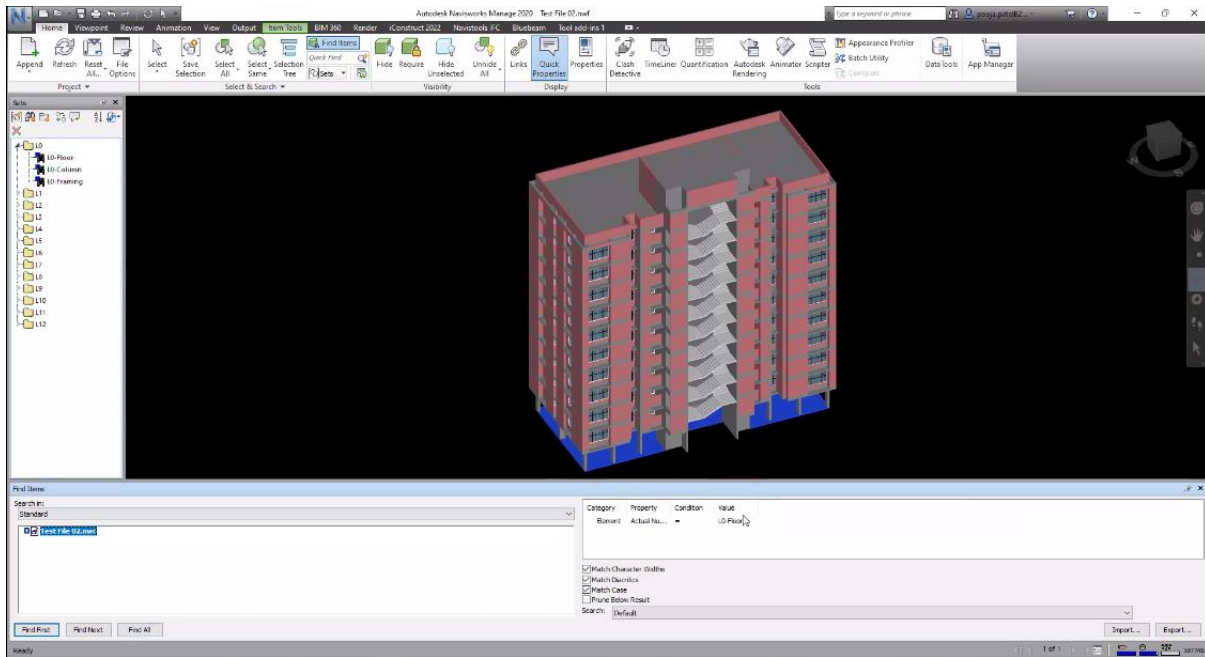 Autodesk Navisworks Manage 2020 Test File 02.nwf
Type a keyword or phrase
Home Viewpoint Review Animation View Output Item Tools BIM 360 Render iConstruct 2022 Navistools IFC Bluebeam Tool add-ins 1
Append
Refresh
Reset All...
File Options
Select
Save Selection
Select All
Select Same
Selection Tree
Find Items
Quick Find
Sets
Hide
Require
Hide Unselected
Unhide All
Links
Quick Properties
Properties
Clash Detective
TimeLiner
Quantification
Autodesk Rendering
Animator
Scripter
Appearance Profiler
Batch Utility
Compare
DataTools
App Manager
Project
Select & Search
Visibility
Display
Tools
Sets
L0
L0-Floor
L0-Column
L0-Framing
L1
L2
L3
L4
L5
L6
L7
L8
L9
L10
L11
L12
Find Items
Search in:
Standard
Test File 02.nwc
Category Property Condition Value
Element Actual Nu... = L0-Floor
Match Character Widths
Match Diacritics
Match Case
Prune Below Result
Search: Default
Find First Find Next Find All
Import... Export...
Ready
1 of 1